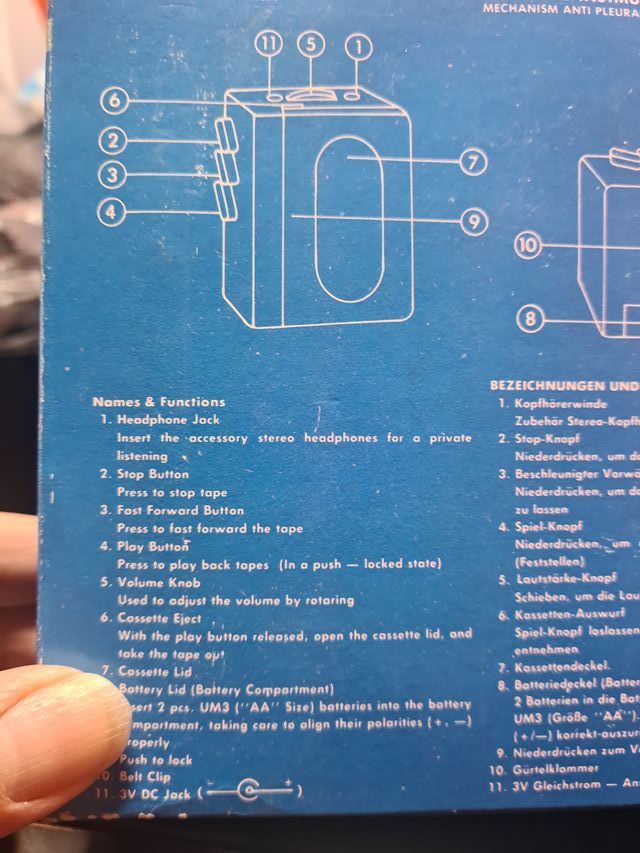 MECHANISM ANTI PLEURA
11 5 1
6
2
3
4
7
9
10
8
Names & Functions
1. Headphone Jack
Insert the accessory stereo headphones for a private
listening
2. Stop Button
Press to stop tape
3. Fast Forward Button
Press to fast forward the tape
4. Play Button
Press to play back tapes (In a push — locked state)
5. Volume Knob
Used to adjust the volume by rotaring
6. Cassette Eject
With the play button released, open the cassette lid, and
take the tape out
7. Cassette Lid
Battery Lid (Battery Compartment)
2 pcs. UM3 ("AA" Size) batteries into the battery
taking care to align their polarities (+, —)
Push to lock
Belt Clip
11. 3V DC Jack ( — + )
BEZEICHNUNGEN UND
1. Kopfhörerwinde
Zubehör Stereo-Kopfh
2. Stop-Knopf
Niederdrücken, um da
3. Beschleunigter Vorwä
Niederdrücken, um da
zu lassen
4. Spiel-Knopf
Niederdrücken, um
(Feststellen)
5. Lautstärke-Knopf
Schieben, um die Lau
6. Kassetten-Auswurf
Spiel-Knopf loslassen
entnehmen
7. Kassettendeckel.
8. Batteriedeckel (Batter
2 Batterien in die Bat
UM3 (Größe "AA").
(+/—) korrekt-auszur
9. Niederdrücken zum V
10. Gürtelklammer
11. 3V Gleichstrom — An